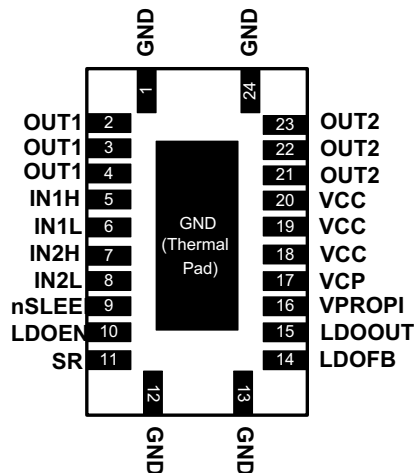 GND GND
1 24
OUT1 2 23 OUT2
OUT1 3 22 OUT2
OUT1 4 21 OUT2
IN1H 5 20 VCC
IN1L 6 19 VCC
IN2H 7 18 VCC
IN2L 8 17 VCP
nSLEE 9 16 VPROPI
LDOEN 10 15 LDOOUT
SR 11 14 LDOFB
GND
(Thermal
Pad)
12 13
GND GND